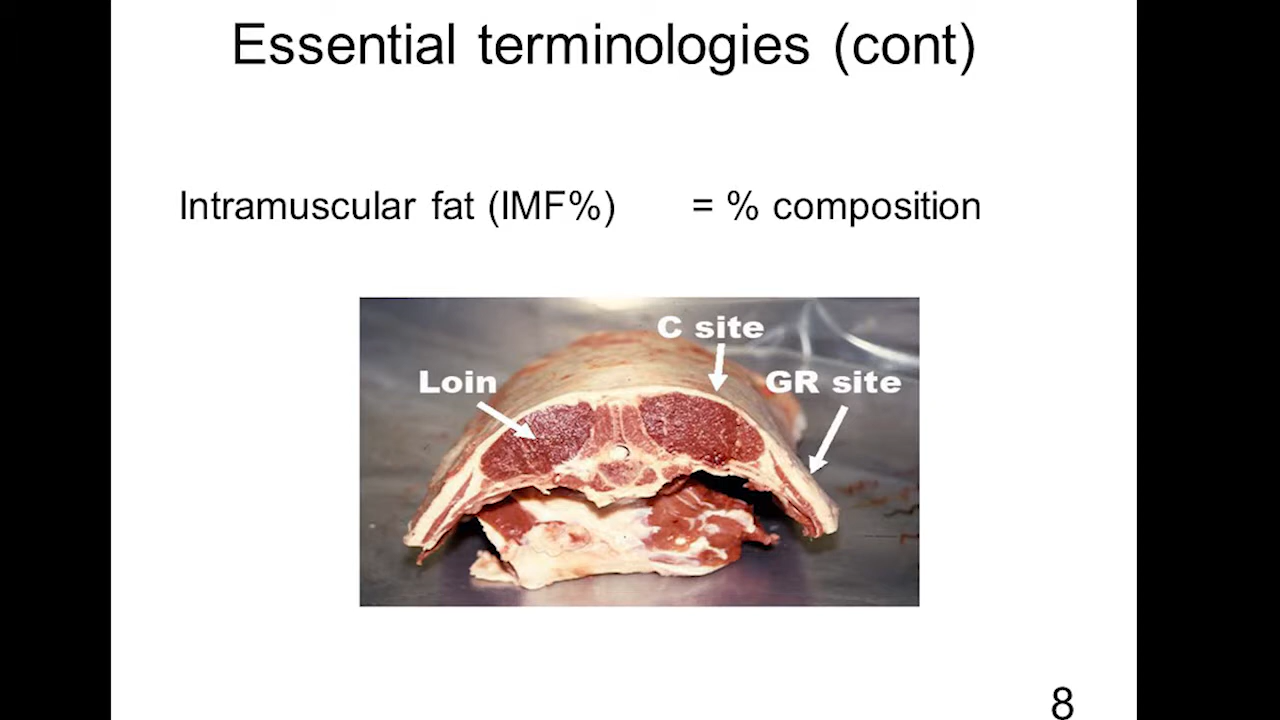 Essential terminologies (cont)
Intramuscular fat (IMF%) = % composition
C site
Loin
GR site
8